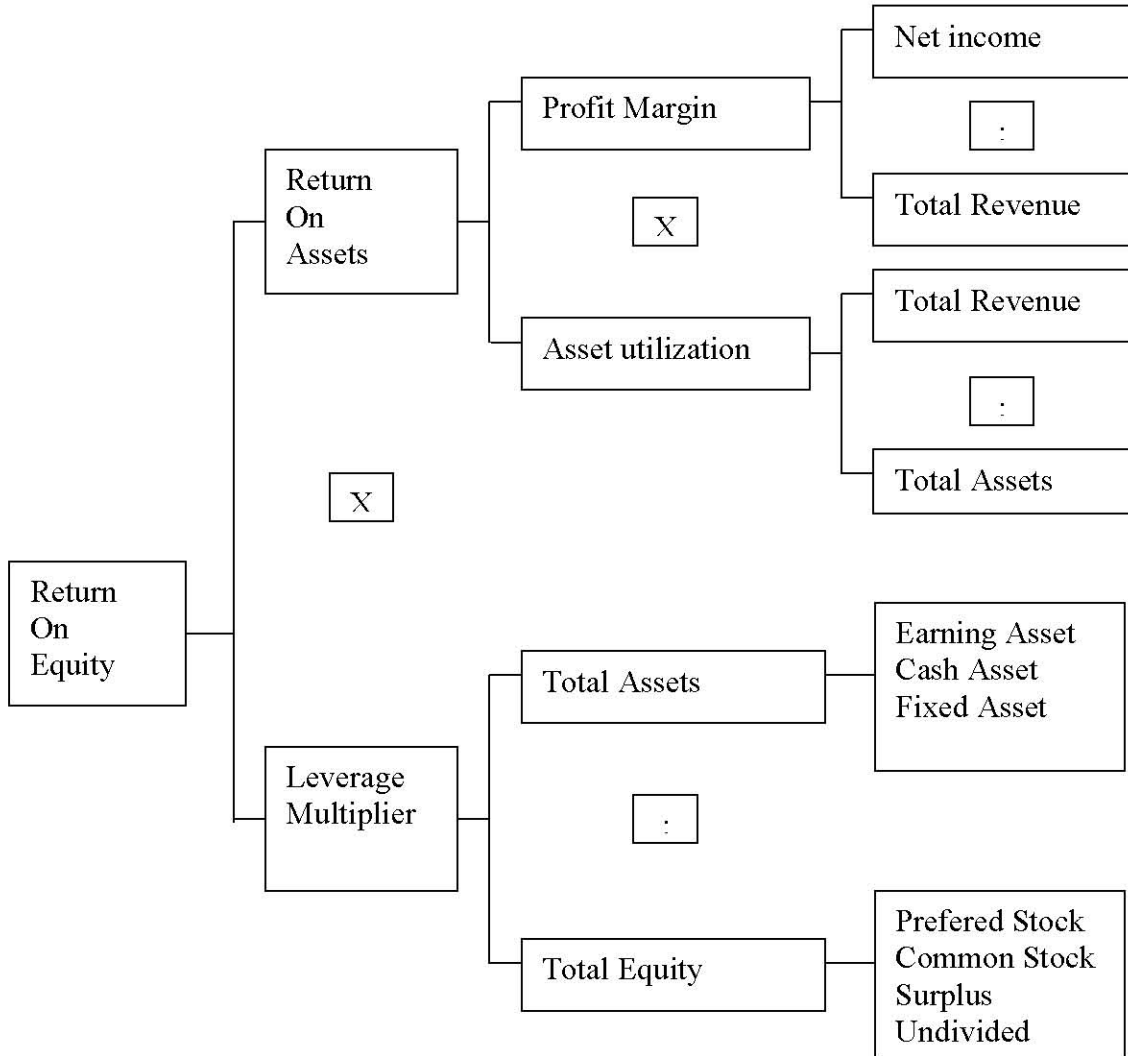 Net income
Profit Margin
:
Return
On
Assets
X
Total Revenue
Total Revenue
Asset utilization
:
X
Total Assets
Return
On
Equity
Earning Asset
Cash Asset
Fixed Asset
Total Assets
Leverage
Multiplier
:
Prefered Stock
Common Stock
Surplus
Undivided
Total Equity